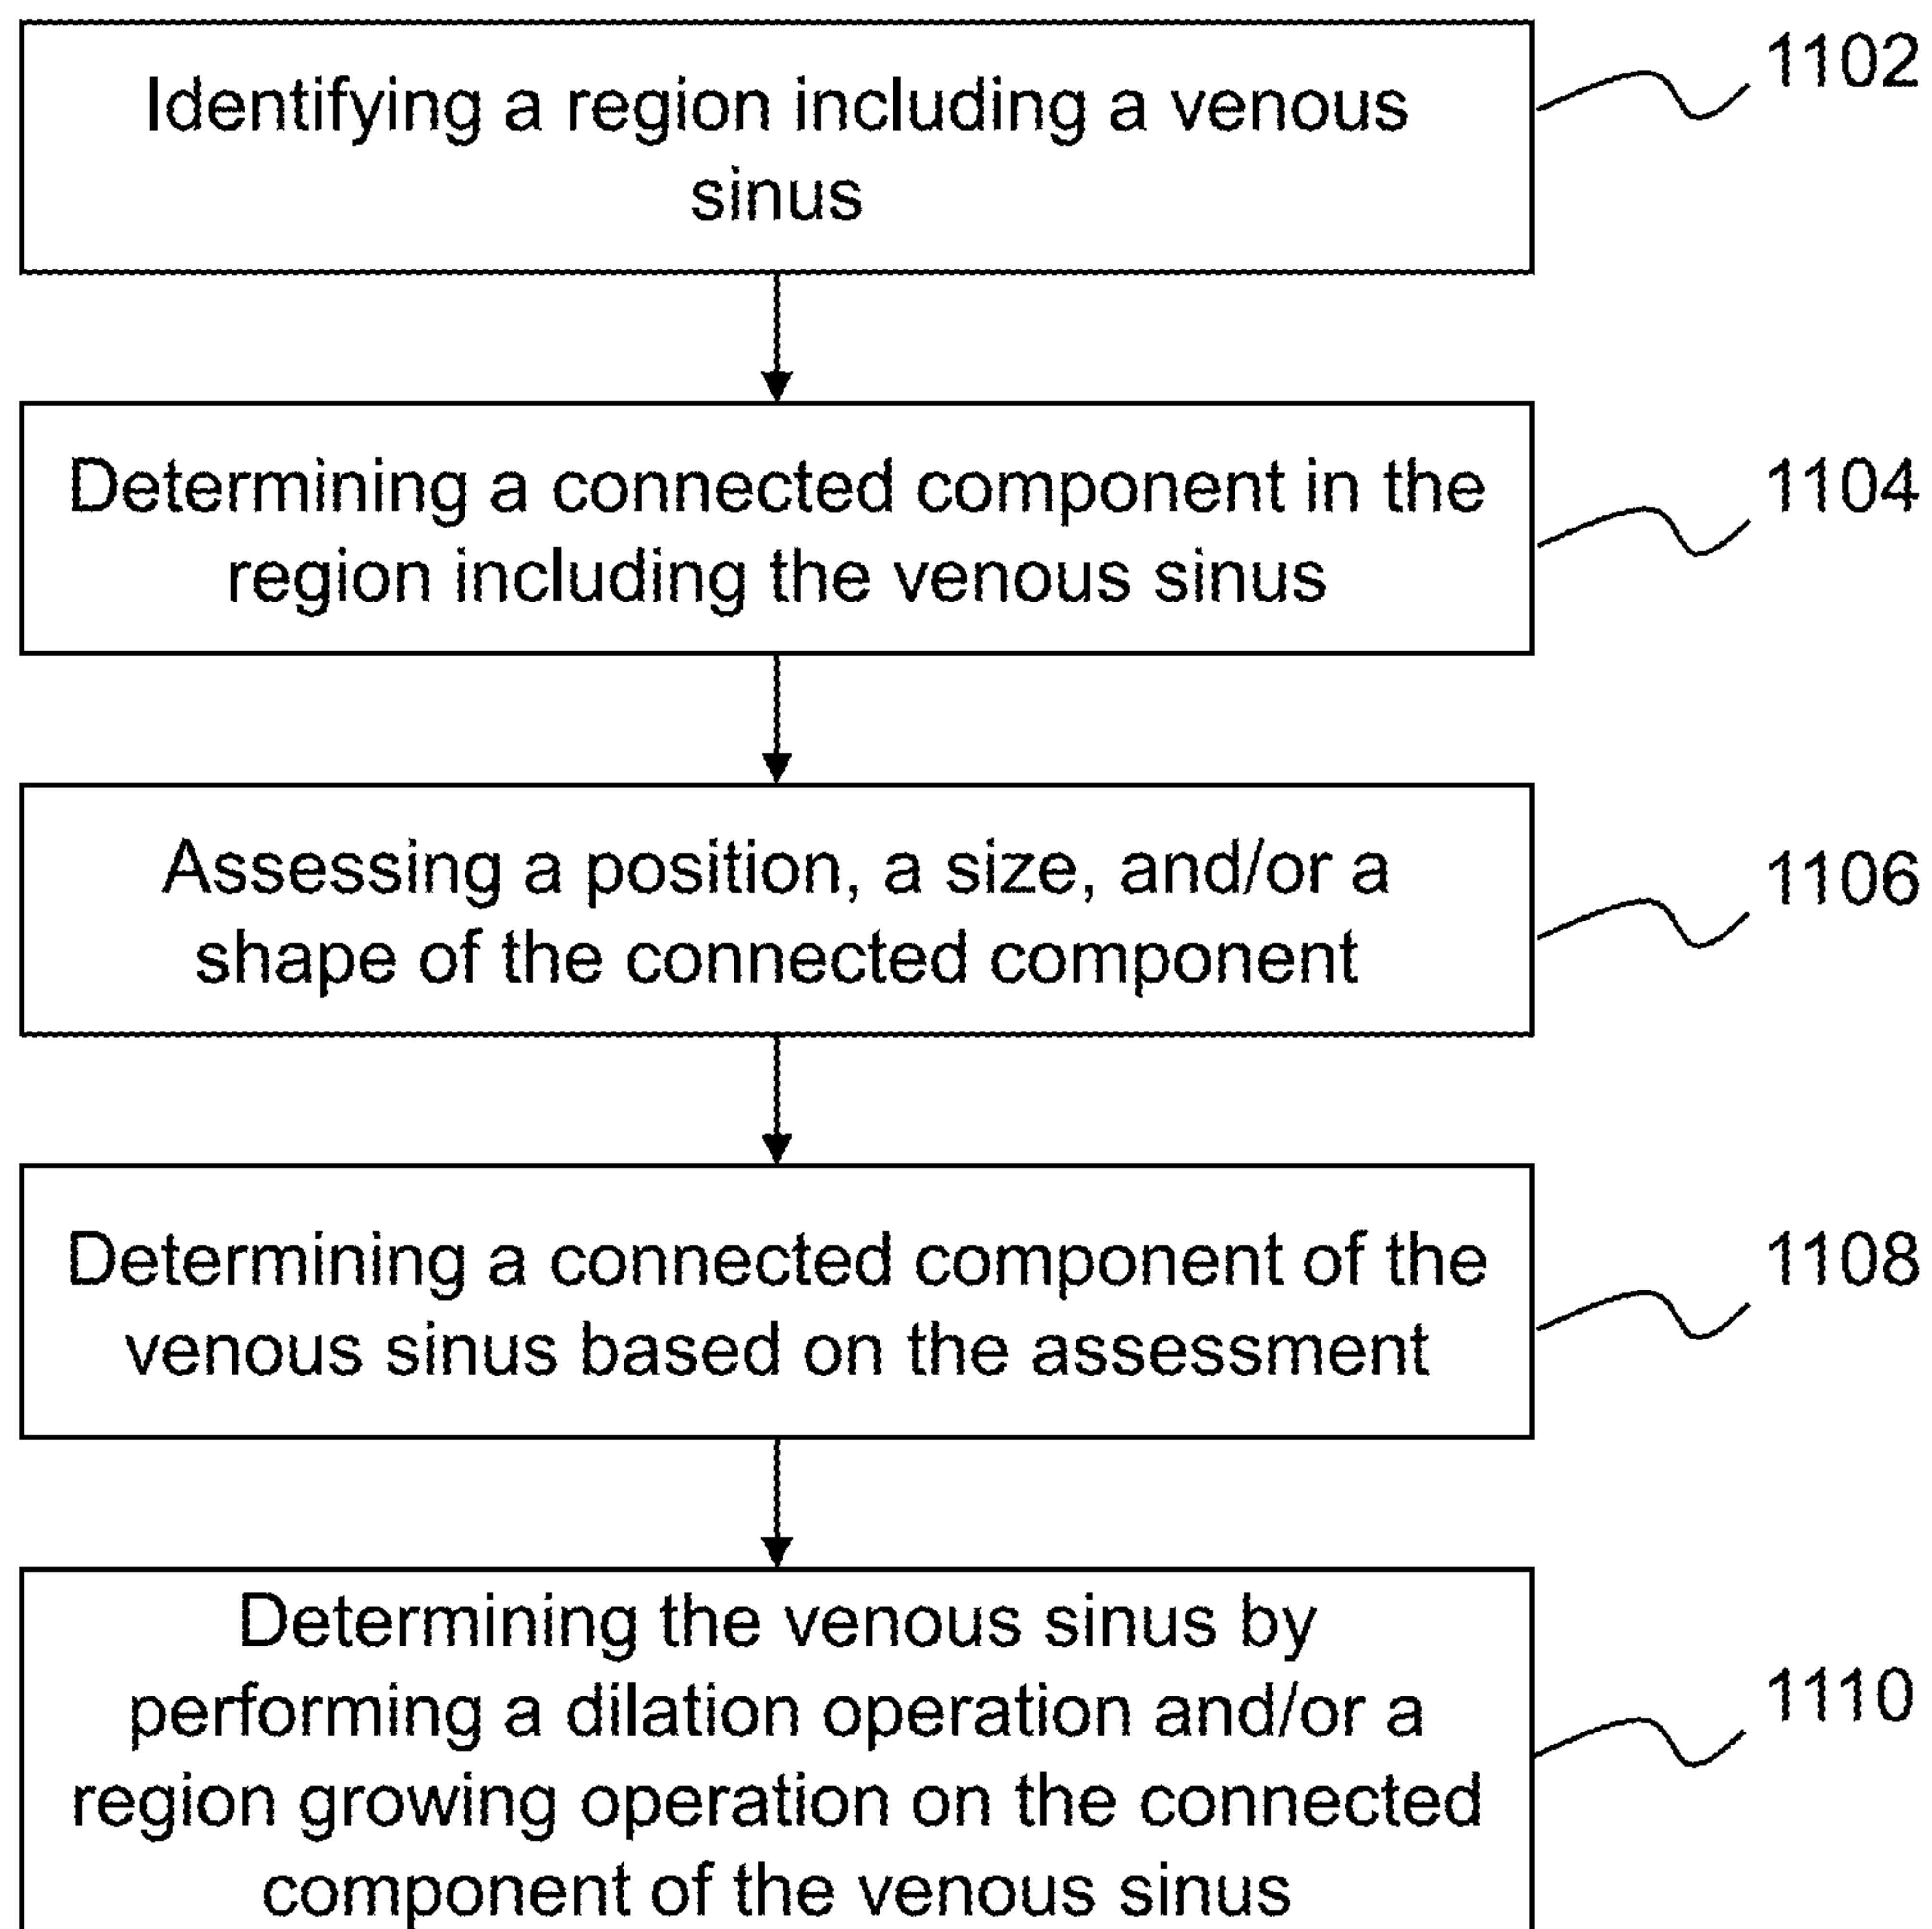 Identifying a region including a venous
sinus
1102
Determining a connected component in the
region including the venous sinus
1104
Assessing a position, a size, and/or a
shape of the connected component
1106
Determining a connected component of the
venous sinus based on the assessment
1108
Determining the venous sinus by
performing a dilation operation and/or a
region growing operation on the connected
component of the venous sinus
1110